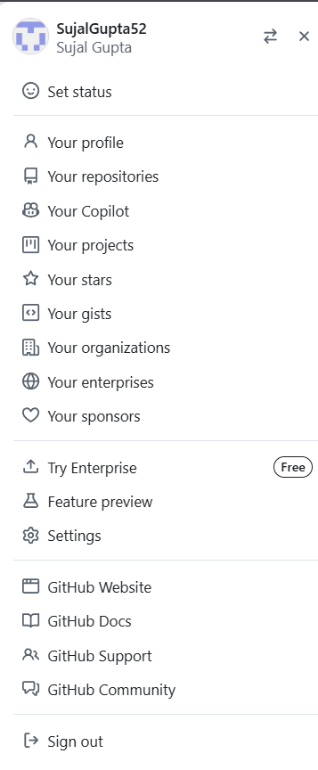 SujalGupta52
Sujal Gupta
Set status
Your profile
Your repositories
Your Copilot
Your projects
Your stars
Your gists
Your organizations
Your enterprises
Your sponsors
Try Enterprise Free
Feature preview
Settings
GitHub Website
GitHub Docs
GitHub Support
GitHub Community
Sign out